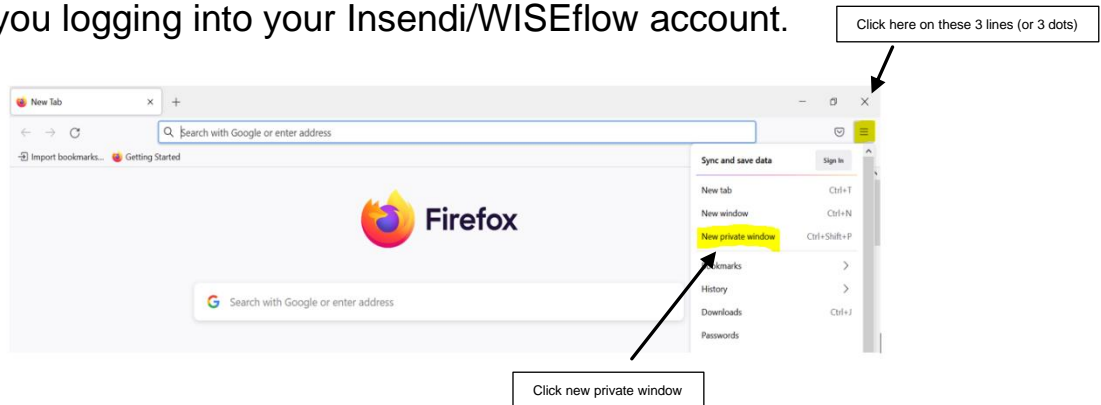 you logging into your Insendi/WISEflow account.
Click here on these 3 lines (or 3 dots)
New Tab
Search with Google or enter address
Import bookmarks... Getting Started
Sync and save data Sign In
New tab Ctrl+T
New window Ctrl+N
Firefox
New private window Ctrl+Shift+P
Bookmarks
History
Search with Google or enter address
Downloads Ctrl+J
Passwords
Click new private window